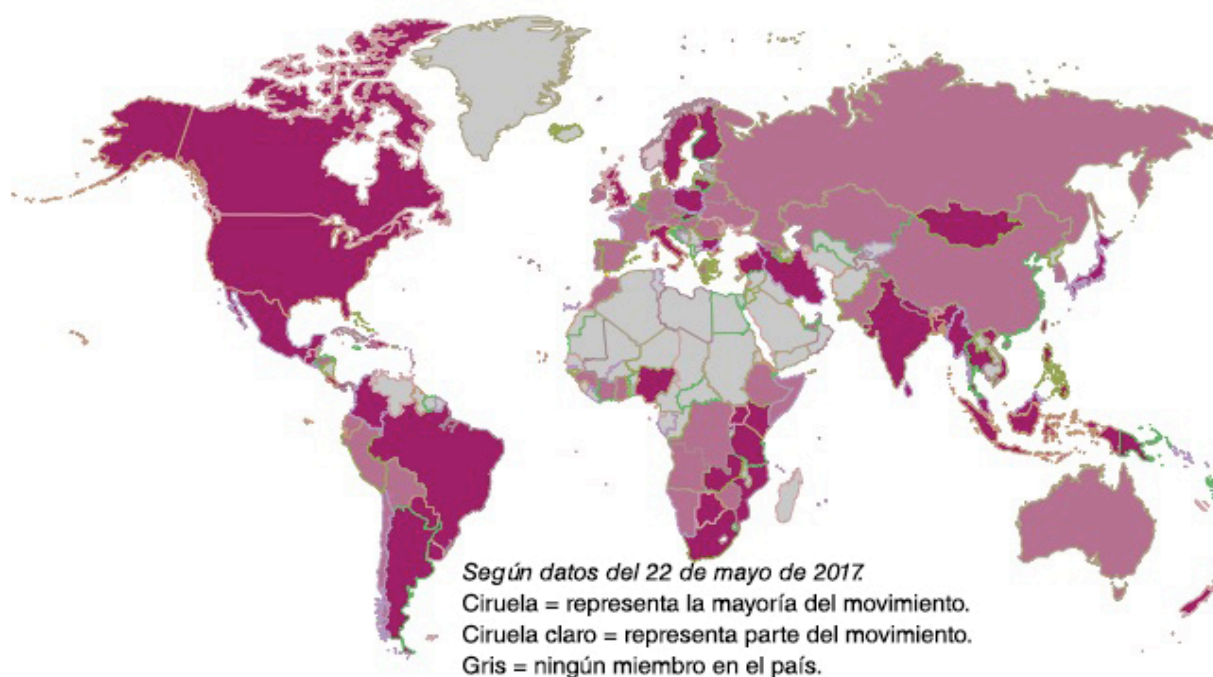 Según datos del 22 de mayo de 2017.
Ciruela = representa la mayoría del movimiento.
Ciruela claro = representa parte del movimiento.
Gris = ningún miembro en el país.